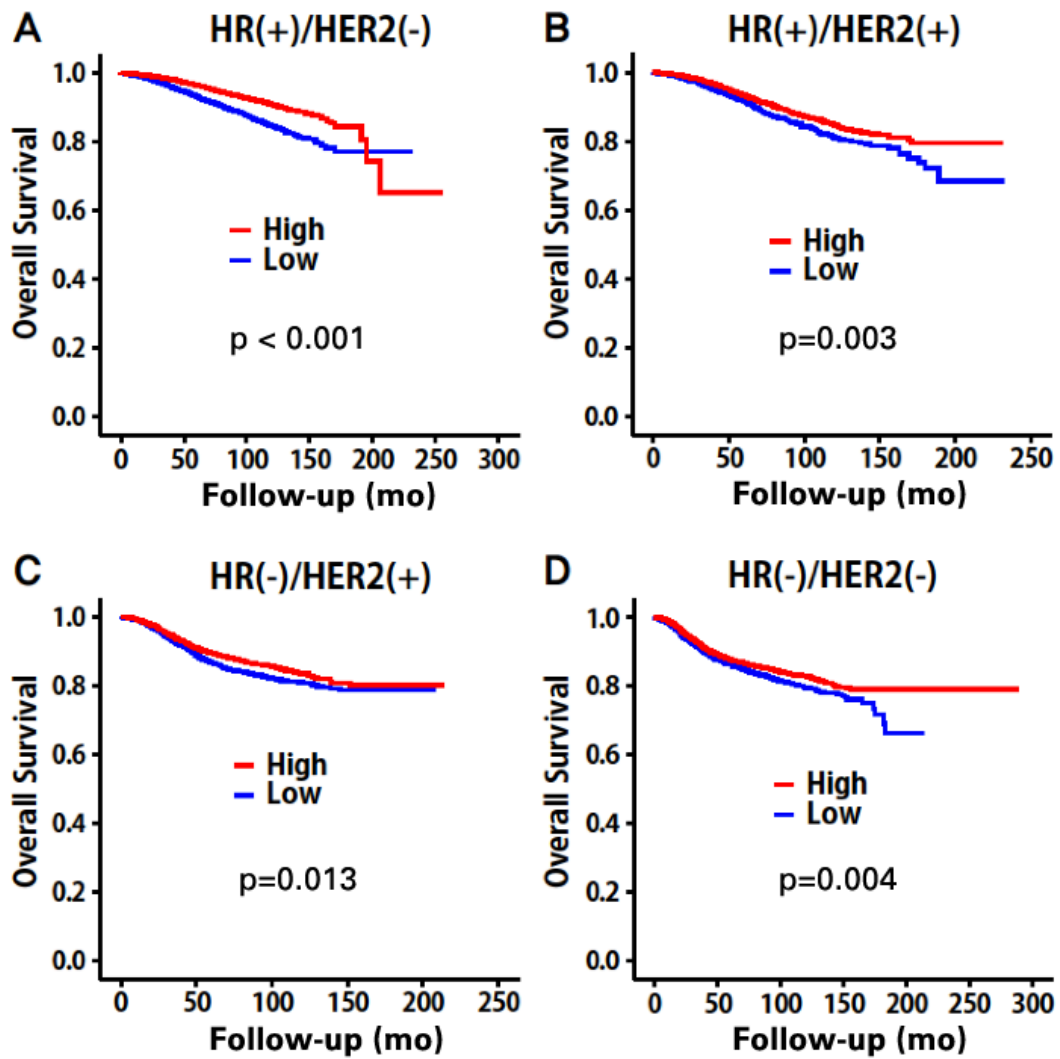 A
HR(+)/HER2(-)
Overall Survival
1.0
0.8
0.6
0.4
0.2
0.0
High
Low
p < 0.001
0 50 100 150 200 250 300
Follow-up (mo)
B
HR(+)/HER2(+)
Overall Survival
1.0
0.8
0.6
0.4
0.2
0.0
High
Low
p=0.003
0 50 100 150 200 250
Follow-up (mo)
C
HR(-)/HER2(+)
Overall Survival
1.0
0.8
0.6
0.4
0.2
0.0
High
Low
p=0.013
0 50 100 150 200 250
Follow-up (mo)
D
HR(-)/HER2(-)
Overall Survival
1.0
0.8
0.6
0.4
0.2
0.0
High
Low
p=0.004
0 50 100 150 200 250 300
Follow-up (mo)